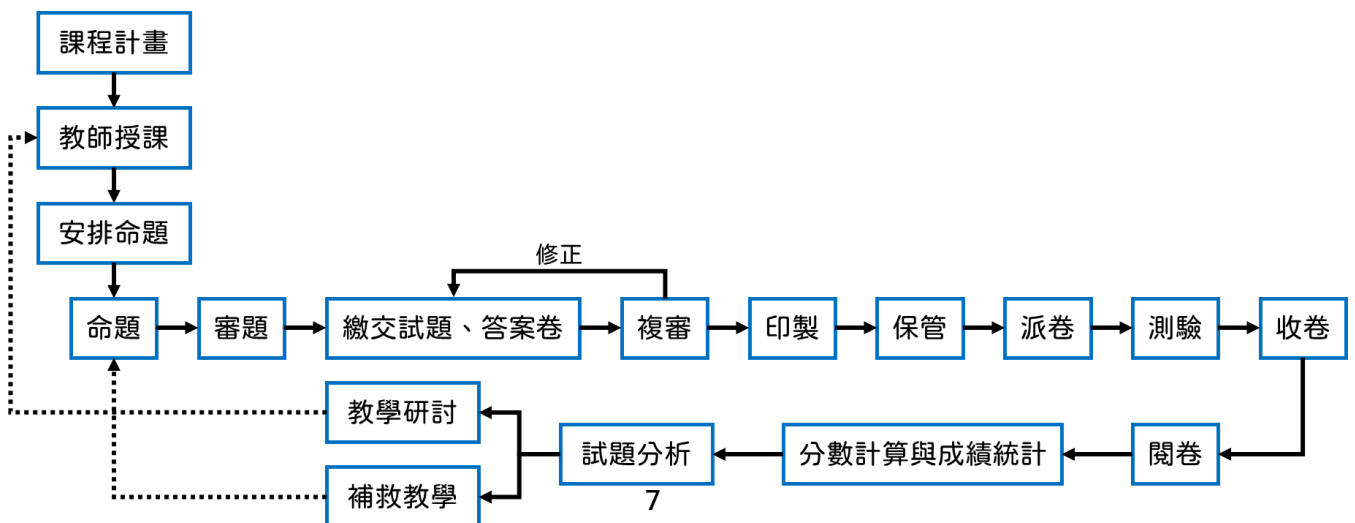 課程計畫
教師授課
安排命題
修正
命題
審題
繳交試題、答案卷
複審
印製
保管
派卷
測驗
收卷
教學研討
試題分析
分數計算與成績統計
閱卷
補救教學
7